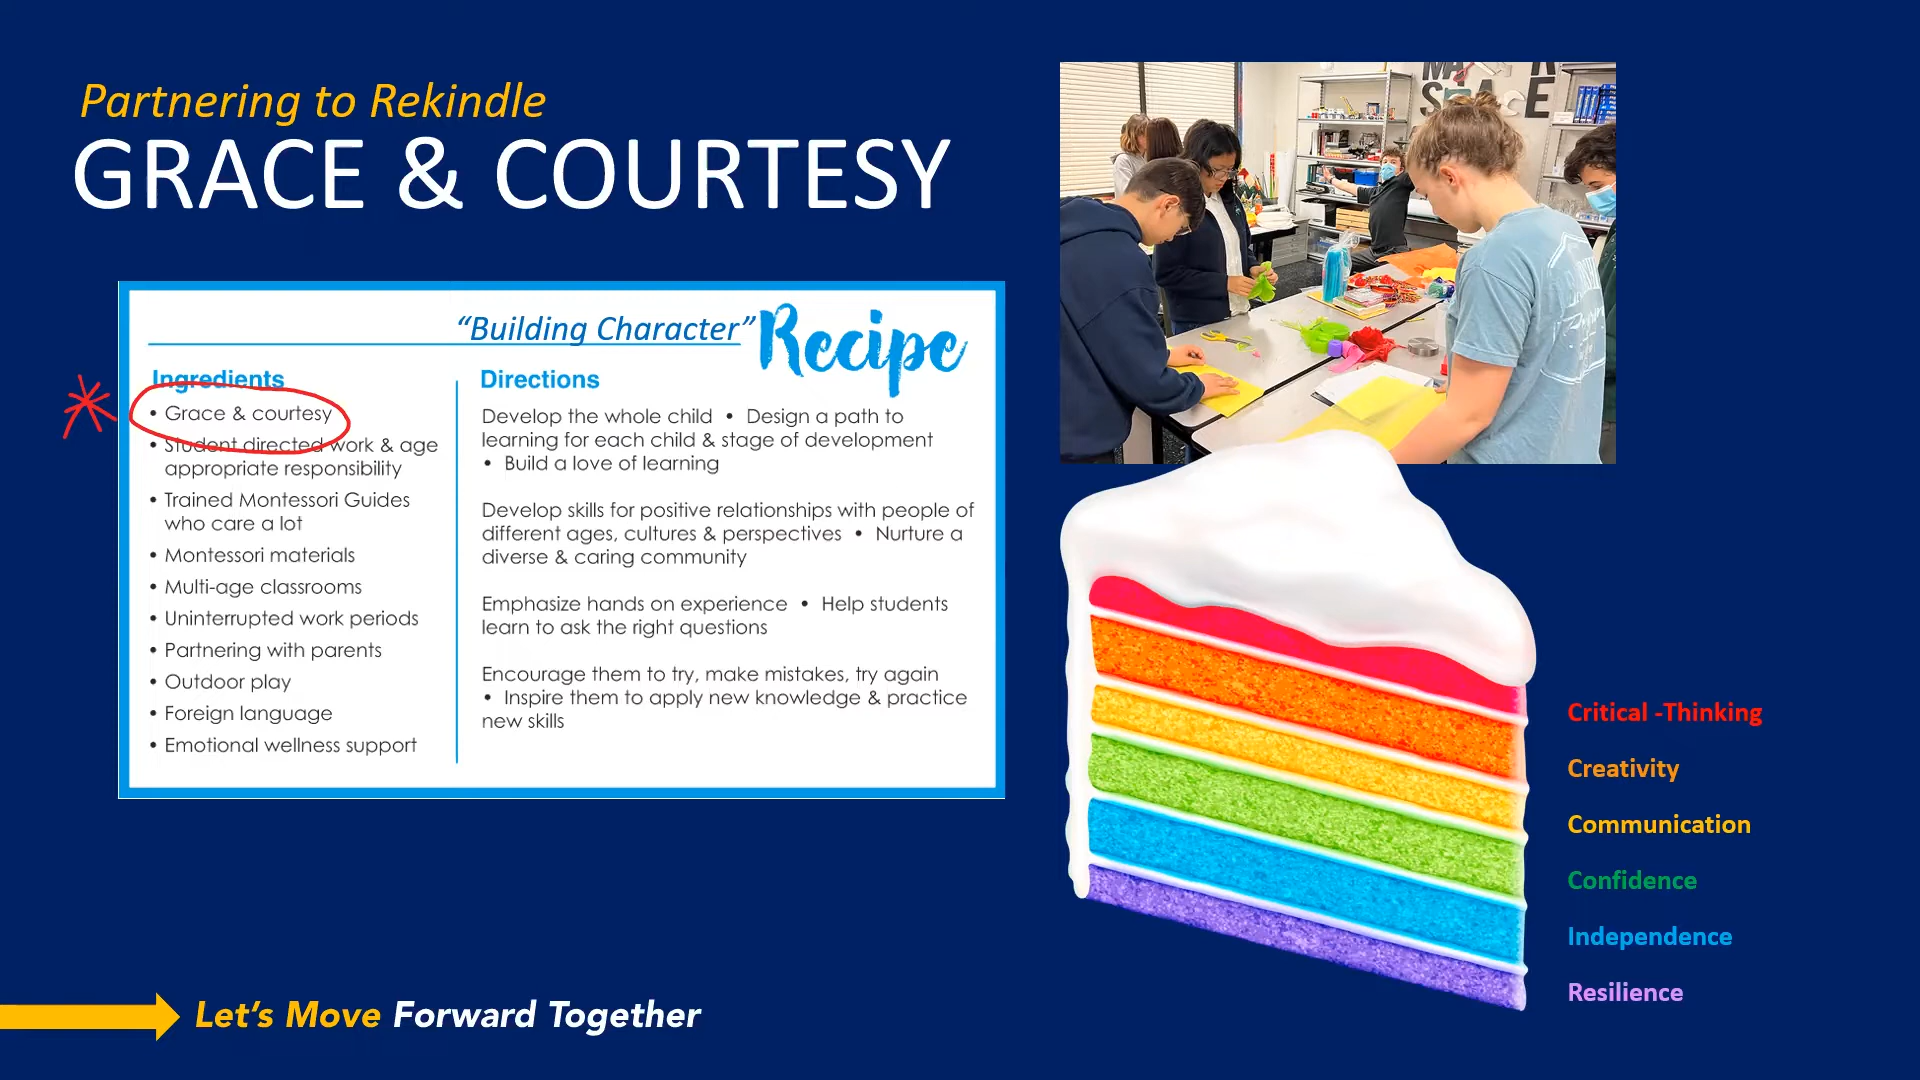 Partnering to Rekindle
GRACE & COURTESY
“Building Character” Recipe
Ingredients
• Grace & courtesy
• Student directed work & age
appropriate responsibility
• Trained Montessori Guides
who care a lot
• Montessori materials
• Multi-age classrooms
• Uninterrupted work periods
• Partnering with parents
• Outdoor play
• Foreign language
• Emotional wellness support
Directions
Develop the whole child • Design a path to
learning for each child & stage of development
• Build a love of learning
Develop skills for positive relationships with people of
different ages, cultures & perspectives • Nurture a
diverse & caring community
Emphasize hands on experience • Help students
learn to ask the right questions
Encourage them to try, make mistakes, try again
• Inspire them to apply new knowledge & practice
new skills
Critical -Thinking
Creativity
Communication
Confidence
Independence
Resilience
Let’s Move Forward Together